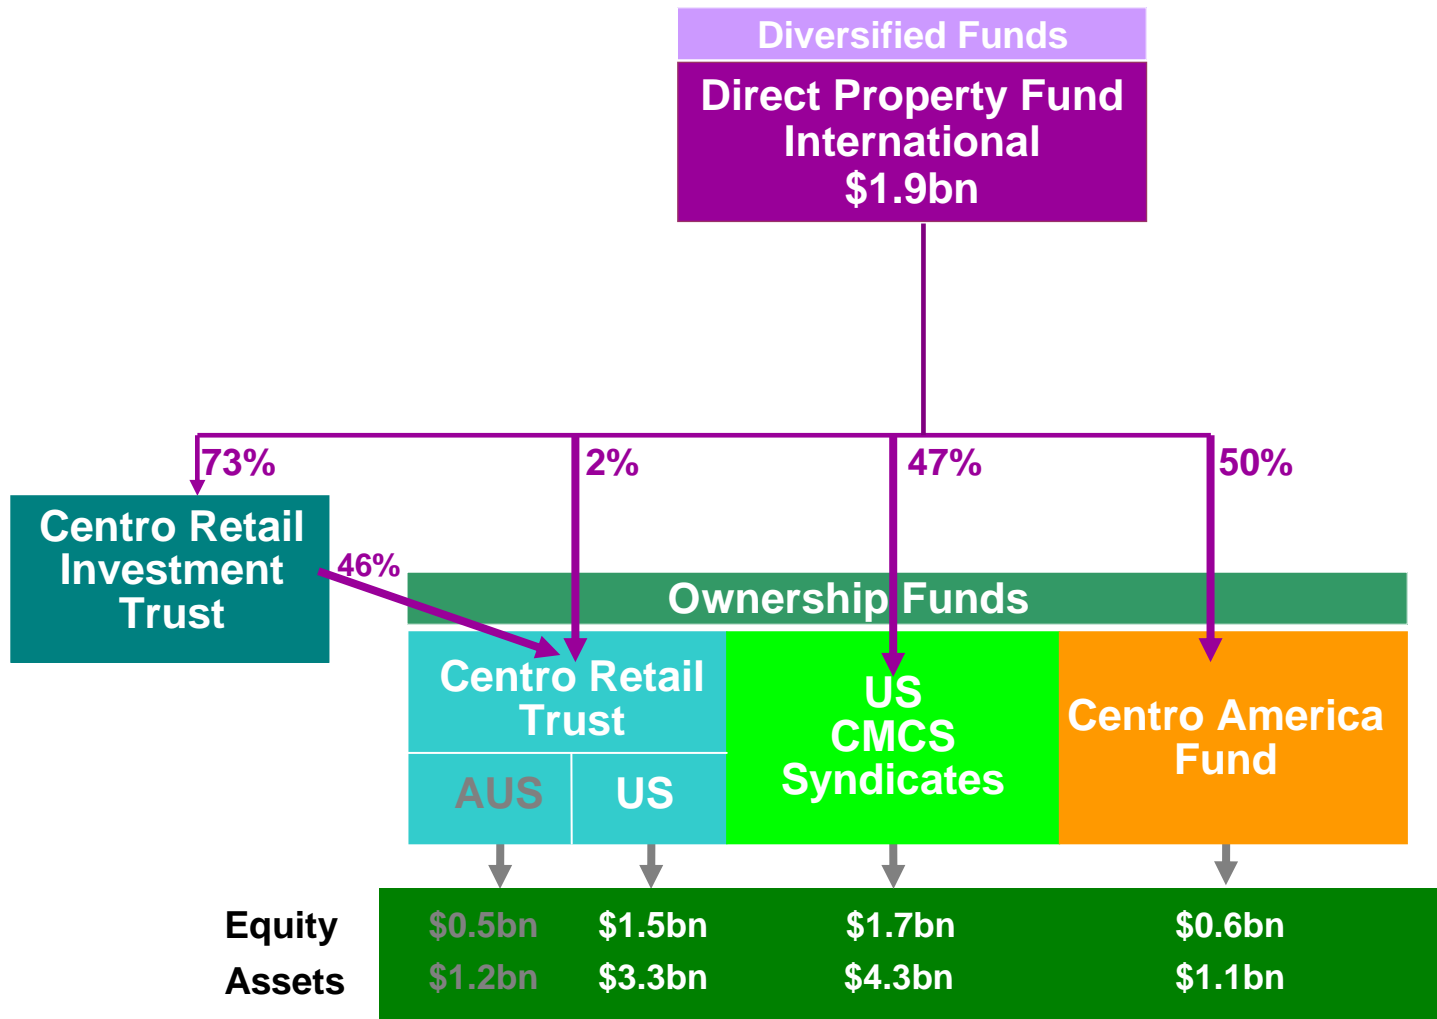 Diversified Funds
Direct Property Fund
International
$1.9bn
73%
2%
47%
50%
Centro Retail
Investment
Trust
46%
Ownership Funds
Centro Retail
Trust
AUS
US
US
CMCS
Syndicates
Centro America
Fund
Equity $0.5bn $1.5bn $1.7bn $0.6bn
Assets $1.2bn $3.3bn $4.3bn $1.1bn